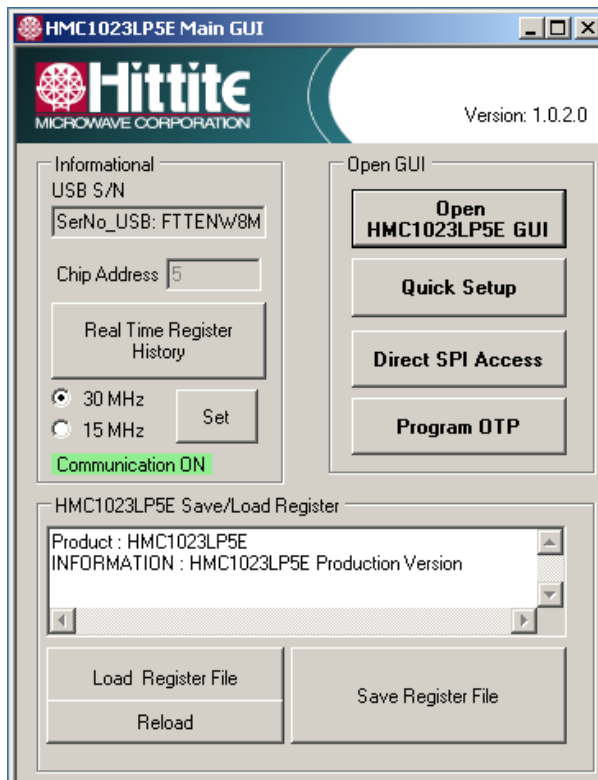 HMC1023LP5E Main GUI
Hittite
MICROWAVE CORPORATION
Version: 1.0.2.0
Informational
USB S/N
SerNo_USB: FTTENW8M
Chip Address 5
Real Time Register
History
30 MHz
15 MHz
Set
Communication ON
Open GUI
Open
HMC1023LP5E GUI
Quick Setup
Direct SPI Access
Program OTP
HMC1023LP5E Save/Load Register
Product : HMC1023LP5E
INFORMATION : HMC1023LP5E Production Version
Load Register File
Reload
Save Register File